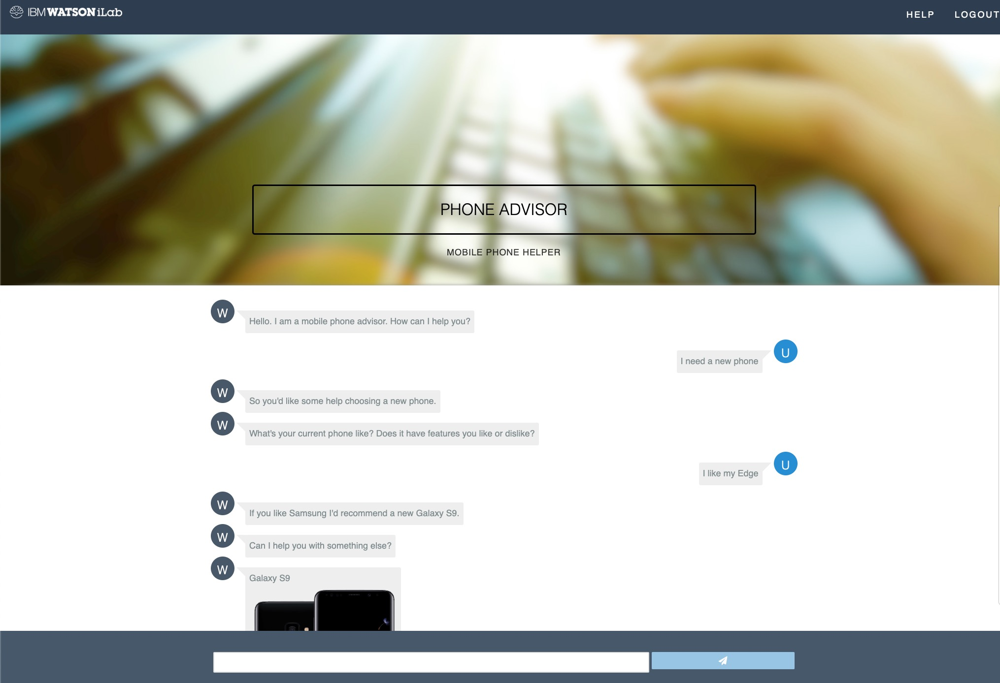 IBM WATSON iLab
HELP LOGOUT
PHONE ADVISOR
MOBILE PHONE HELPER
W
Hello. I am a mobile phone advisor. How can I help you?
U
I need a new phone
W
So you'd like some help choosing a new phone.
W
What's your current phone like? Does it have features you like or dislike?
U
I like my Edge
W
If you like Samsung I'd recommend a new Galaxy S9.
W
Can I help you with something else?
W
Galaxy S9